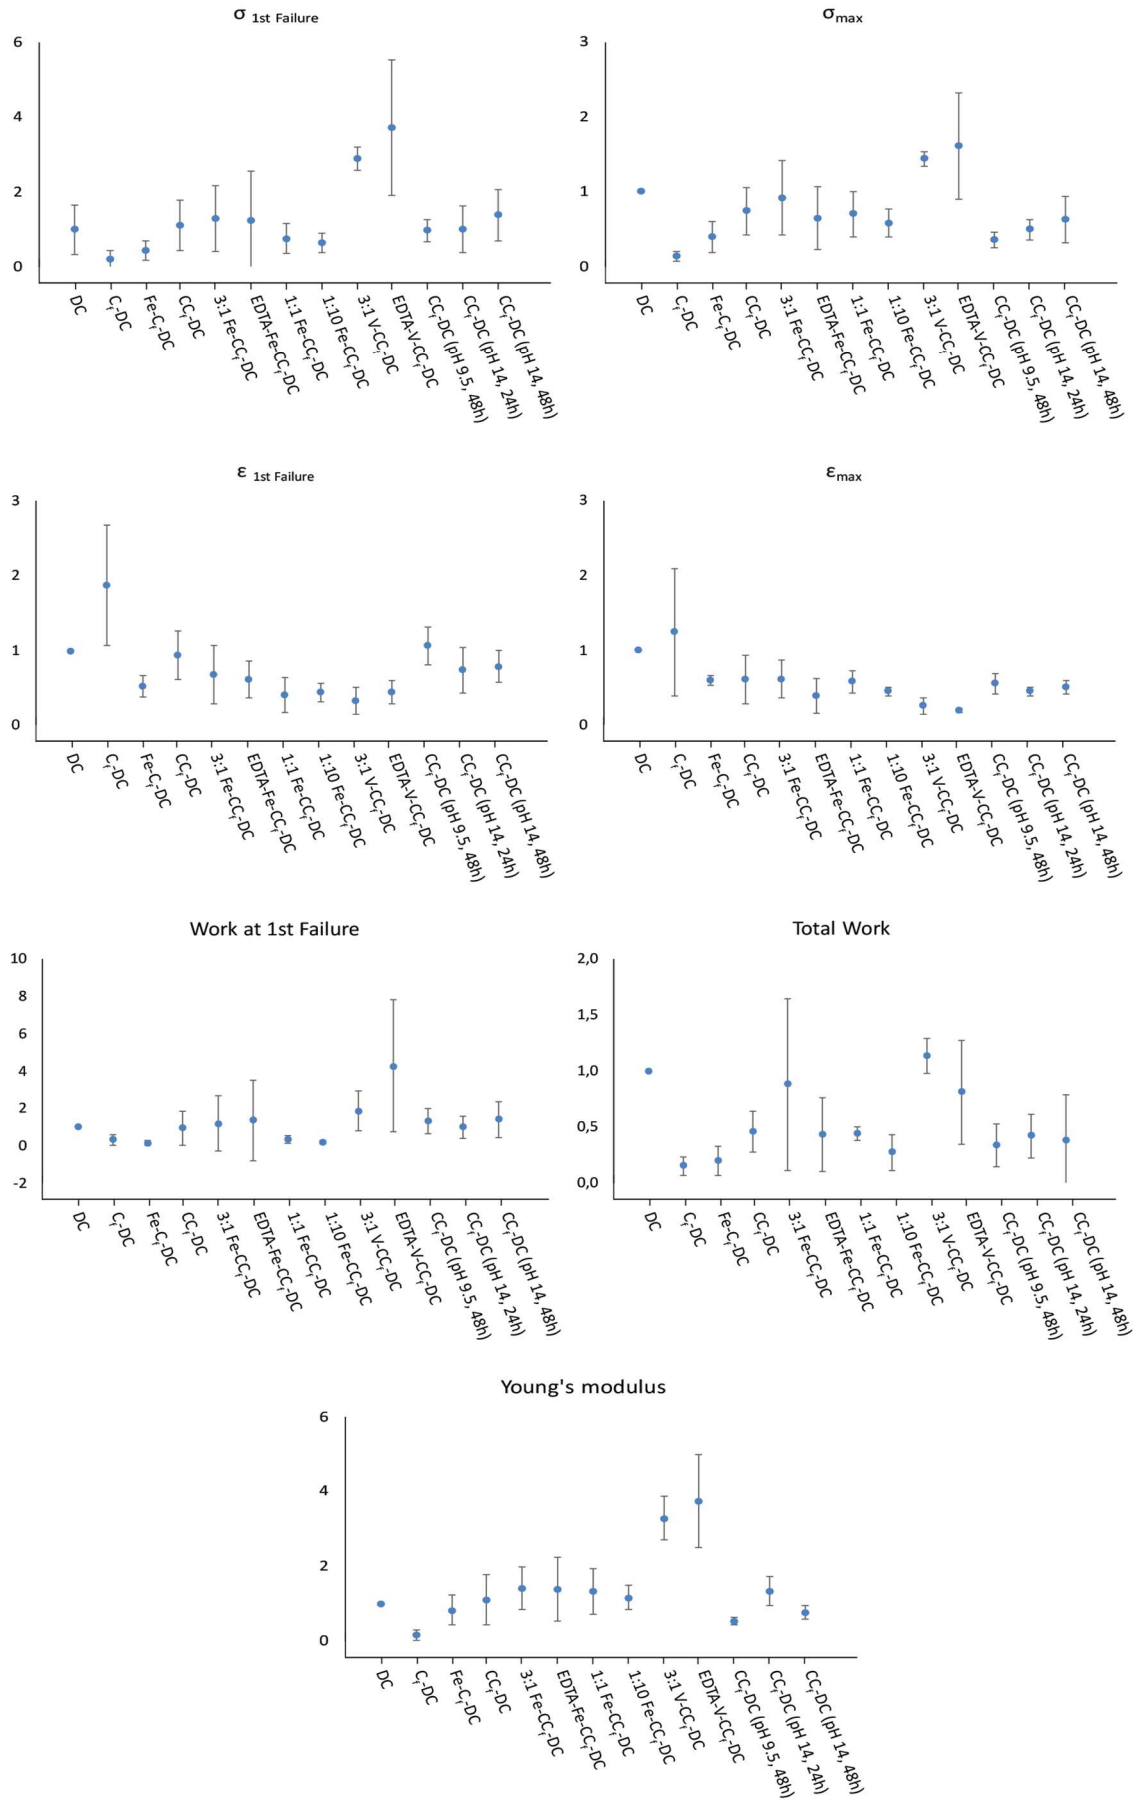 σ 1st Failure
6
4
2
0
DC
Cf-DC
Fe-Cf-DC
CCf-DC
3:1 Fe-CCf-DC
EDTA-Fe-CCf-DC
1:1 Fe-CCf-DC
1:10 Fe-CCf-DC
3:1 V-CCf-DC
EDTA-V-CCf-DC
CCf-DC (pH 9.5, 48h)
CCf-DC (pH 14, 24h)
CCf-DC (pH 14, 48h)
σmax
3
2
1
0
DC
Cf-DC
Fe-Cf-DC
CCf-DC
3:1 Fe-CCf-DC
EDTA-Fe-CCf-DC
1:1 Fe-CCf-DC
1:10 Fe-CCf-DC
3:1 V-CCf-DC
EDTA-V-CCf-DC
CCf-DC (pH 9.5, 48h)
CCf-DC (pH 14, 24h)
CCf-DC (pH 14, 48h)
ε 1st Failure
3
2
1
0
DC
Cf-DC
Fe-Cf-DC
CCf-DC
3:1 Fe-CCf-DC
EDTA-Fe-CCf-DC
1:1 Fe-CCf-DC
1:10 Fe-CCf-DC
3:1 V-CCf-DC
EDTA-V-CCf-DC
CCf-DC (pH 9.5, 48h)
CCf-DC (pH 14, 24h)
CCf-DC (pH 14, 48h)
εmax
3
2
1
0
DC
Cf-DC
Fe-Cf-DC
CCf-DC
3:1 Fe-CCf-DC
EDTA-Fe-CCf-DC
1:1 Fe-CCf-DC
1:10 Fe-CCf-DC
3:1 V-CCf-DC
EDTA-V-CCf-DC
CCf-DC (pH 9.5, 48h)
CCf-DC (pH 14, 24h)
CCf-DC (pH 14, 48h)
Work at 1st Failure
10
8
6
4
2
0
-2
DC
Cf-DC
Fe-Cf-DC
CCf-DC
3:1 Fe-CCf-DC
EDTA-Fe-CCf-DC
1:1 Fe-CCf-DC
1:10 Fe-CCf-DC
3:1 V-CCf-DC
EDTA-V-CCf-DC
CCf-DC (pH 9.5, 48h)
CCf-DC (pH 14, 24h)
CCf-DC (pH 14, 48h)
Total Work
2,0
1,5
1,0
0,5
0,0
DC
Cf-DC
Fe-Cf-DC
CCf-DC
3:1 Fe-CCf-DC
EDTA-Fe-CCf-DC
1:1 Fe-CCf-DC
1:10 Fe-CCf-DC
3:1 V-CCf-DC
EDTA-V-CCf-DC
CCf-DC (pH 9.5, 48h)
CCf-DC (pH 14, 24h)
CCf-DC (pH 14, 48h)
Young's modulus
6
4
2
0
DC
Cf-DC
Fe-Cf-DC
CCf-DC
3:1 Fe-CCf-DC
EDTA-Fe-CCf-DC
1:1 Fe-CCf-DC
1:10 Fe-CCf-DC
3:1 V-CCf-DC
EDTA-V-CCf-DC
CCf-DC (pH 9.5, 48h)
CCf-DC (pH 14, 24h)
CCf-DC (pH 14, 48h)